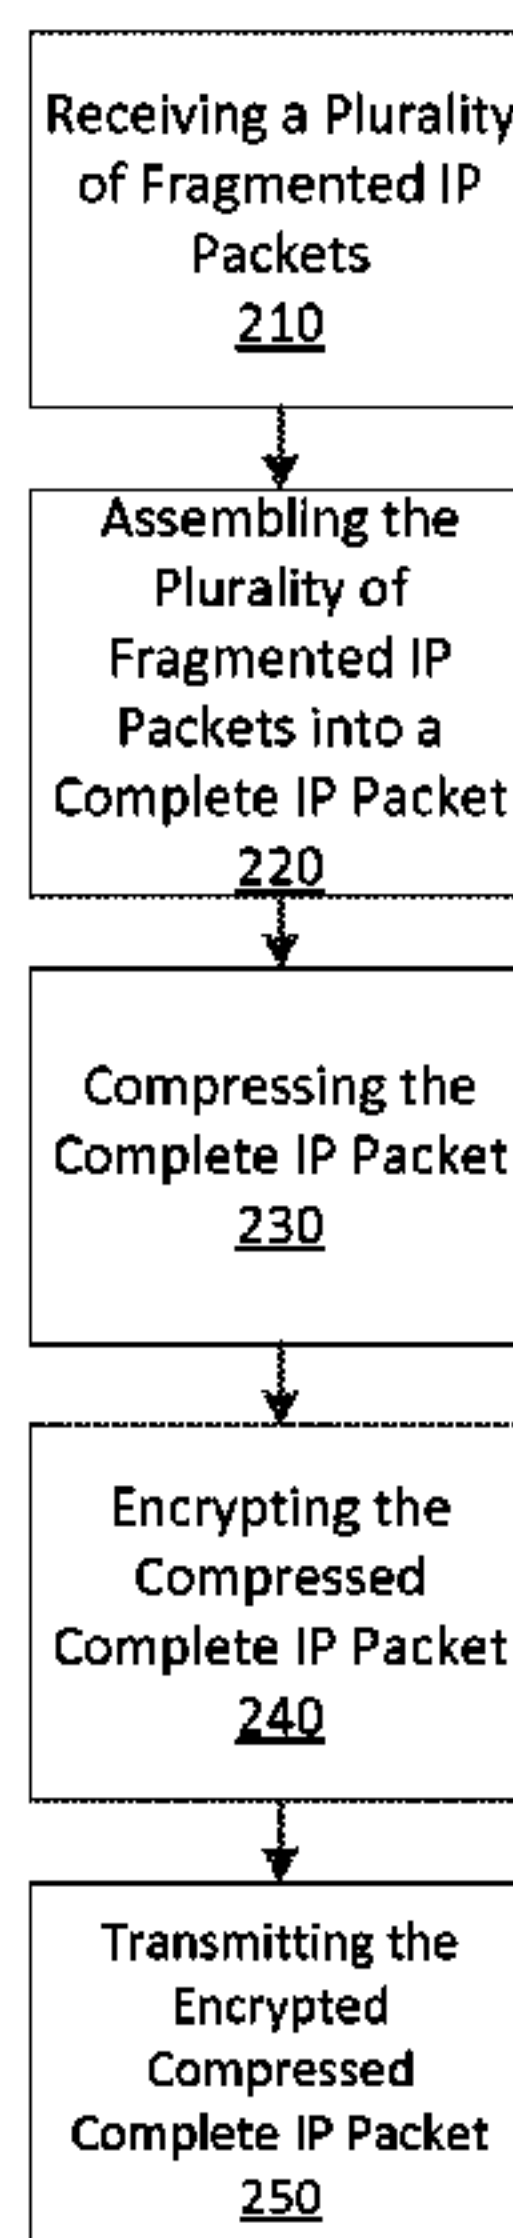 Receiving a Plurality
of Fragmented IP
Packets
210
Assembling the
Plurality of
Fragmented IP
Packets into a
Complete IP Packet
220
Compressing the
Complete IP Packet
230
Encrypting the
Compressed
Complete IP Packet
240
Transmitting the
Encrypted
Compressed
Complete IP Packet
250